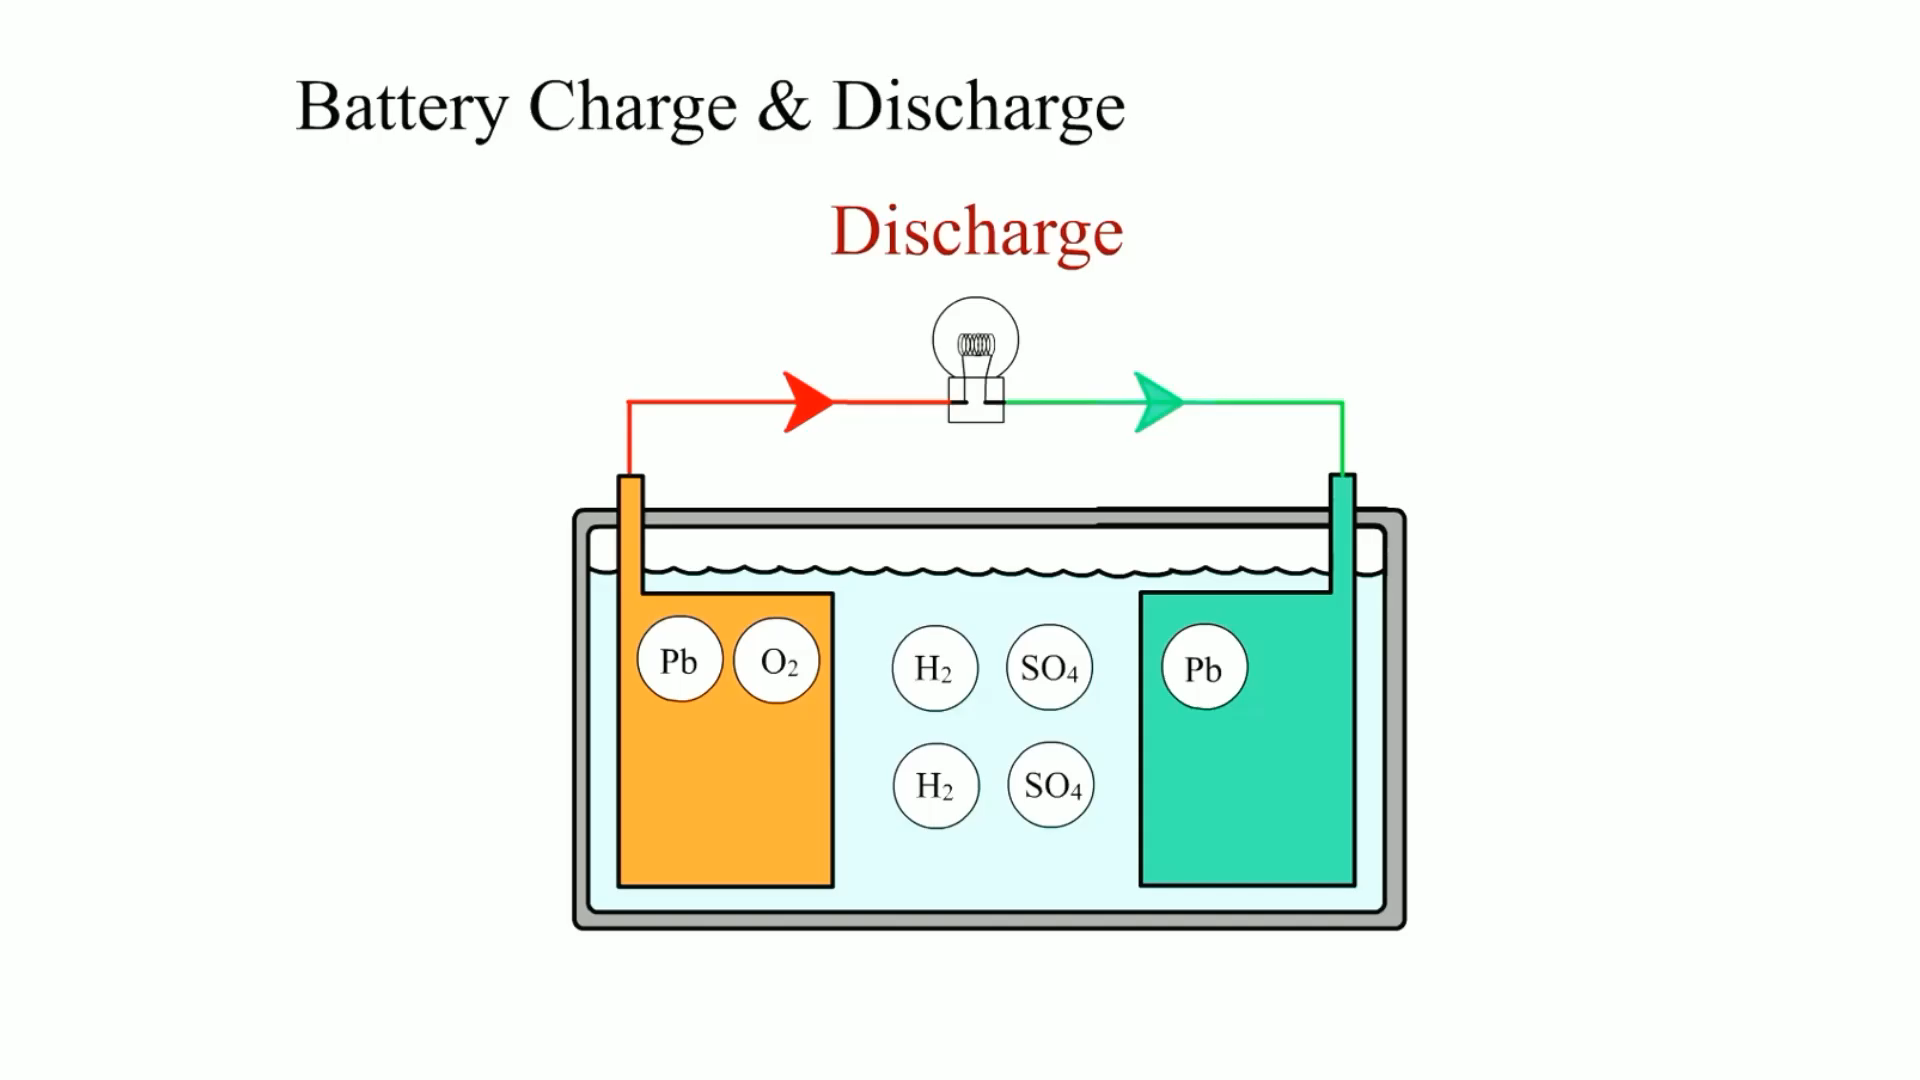 Battery Charge & Discharge
Discharge
Pb O₂ H₂ SO₄ Pb
H₂ SO₄